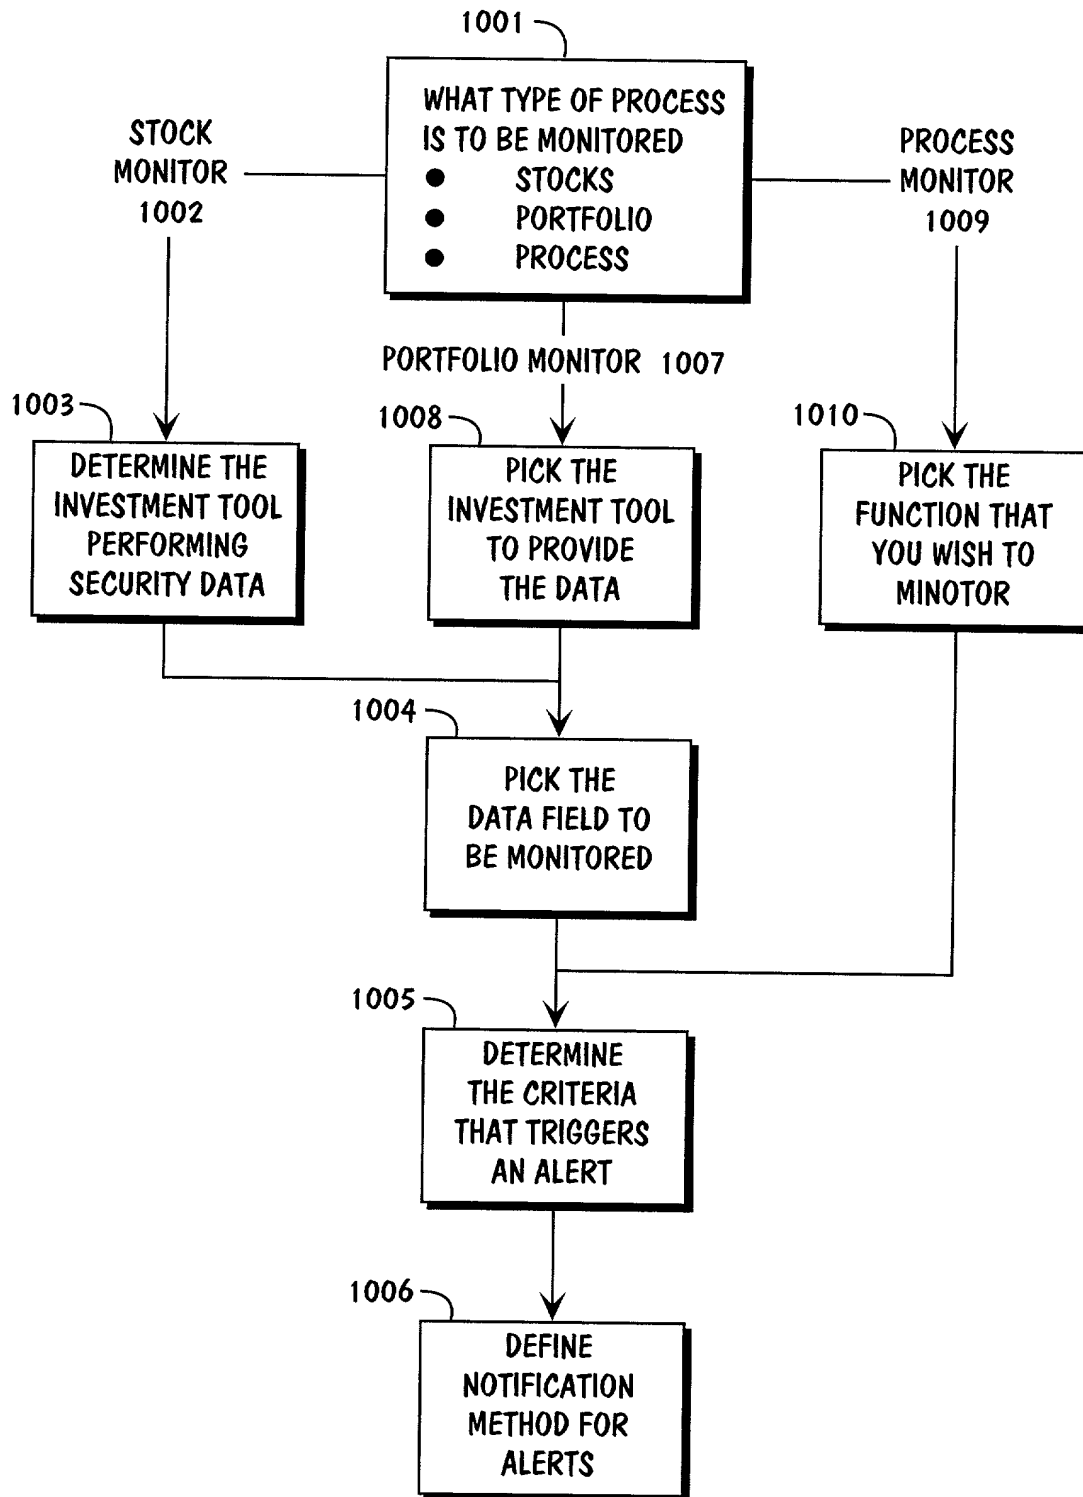 1001
WHAT TYPE OF PROCESS
IS TO BE MONITORED
● STOCKS
● PORTFOLIO
● PROCESS
STOCK
MONITOR
1002
PROCESS
MONITOR
1009
PORTFOLIO MONITOR 1007
1003
DETERMINE THE
INVESTMENT TOOL
PERFORMING
SECURITY DATA
1008
PICK THE
INVESTMENT TOOL
TO PROVIDE
THE DATA
1010
PICK THE
FUNCTION THAT
YOU WISH TO
MINOTOR
1004
PICK THE
DATA FIELD TO
BE MONITORED
1005
DETERMINE
THE CRITERIA
THAT TRIGGERS
AN ALERT
1006
DEFINE
NOTIFICATION
METHOD FOR
ALERTS